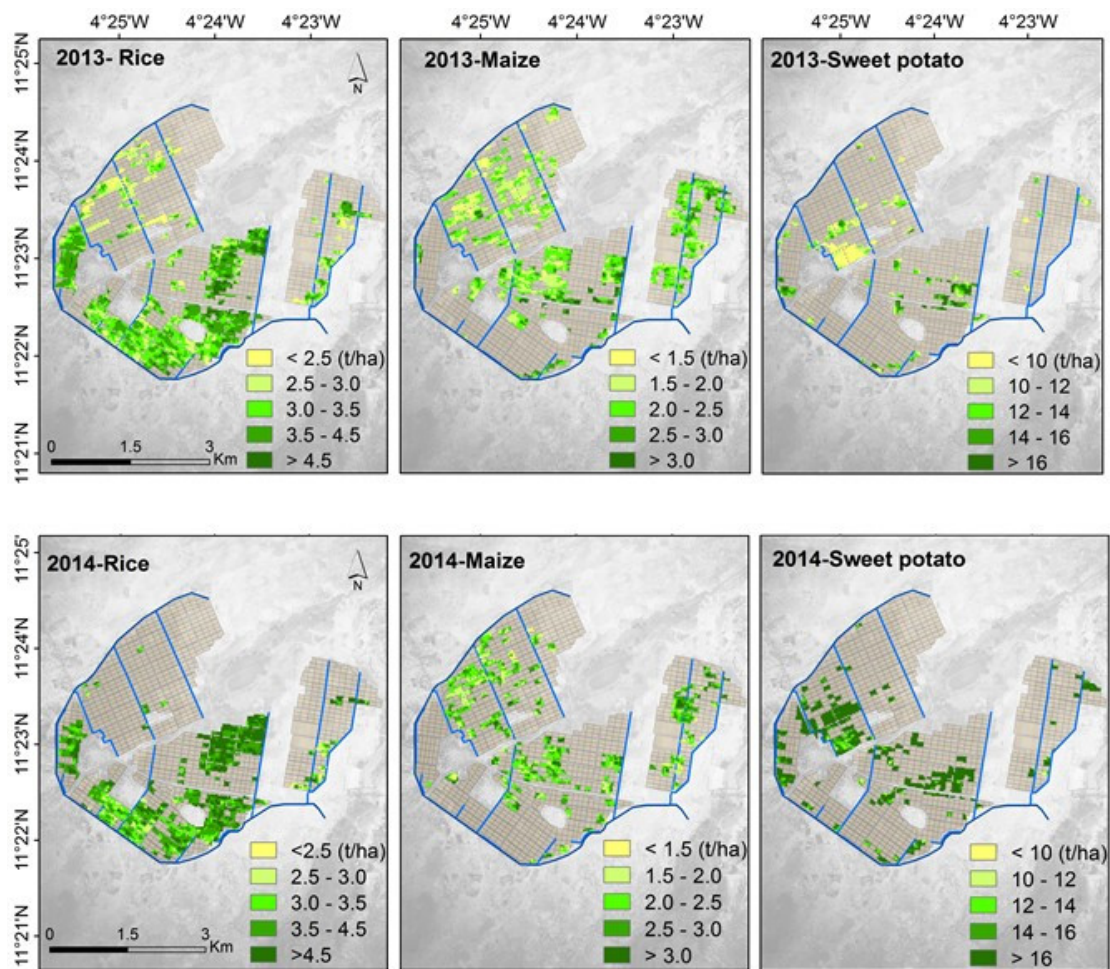 4°25'W 4°24'W 4°23'W 4°25'W 4°24'W 4°23'W 4°25'W 4°24'W 4°23'W
11°25'N
11°24'N
11°23'N
11°22'N
11°21'N
2013- Rice
N
< 2.5 (t/ha)
2.5 - 3.0
3.0 - 3.5
3.5 - 4.5
> 4.5
0 1.5 3
Km
2013-Maize
< 1.5 (t/ha)
1.5 - 2.0
2.0 - 2.5
2.5 - 3.0
> 3.0
2013-Sweet potato
< 10 (t/ha)
10 - 12
12 - 14
14 - 16
> 16
11°25'
11°24'N
11°23'N
11°22'N
11°21'N
2014-Rice
N
<2.5 (t/ha)
2.5 - 3.0
3.0 - 3.5
3.5 - 4.5
>4.5
0 1.5 3
Km
2014-Maize
< 1.5 (t/ha)
1.5 - 2.0
2.0 - 2.5
2.5 - 3.0
> 3.0
2014-Sweet potato
< 10 (t/ha)
10 - 12
12 - 14
14 - 16
> 16